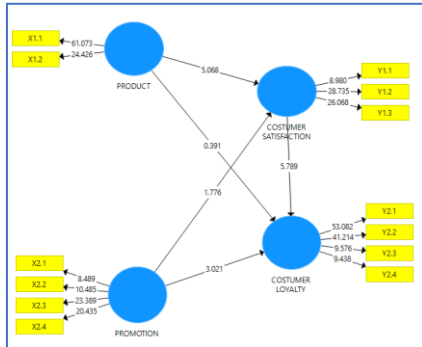 X1.1
61.073
X1.2
24.426
PRODUCT
5.068
0.391
COSTUMER
SATISFACTION
8.980
Y1.1
28.735
Y1.2
26.068
Y1.3
5.789
1.776
3.021
X2.1
8.489
X2.2
10.485
X2.3
23.389
X2.4
20.435
PROMOTION
COSTUMER
LOYALTY
53.082
Y2.1
41.214
Y2.2
9.576
Y2.3
9.438
Y2.4